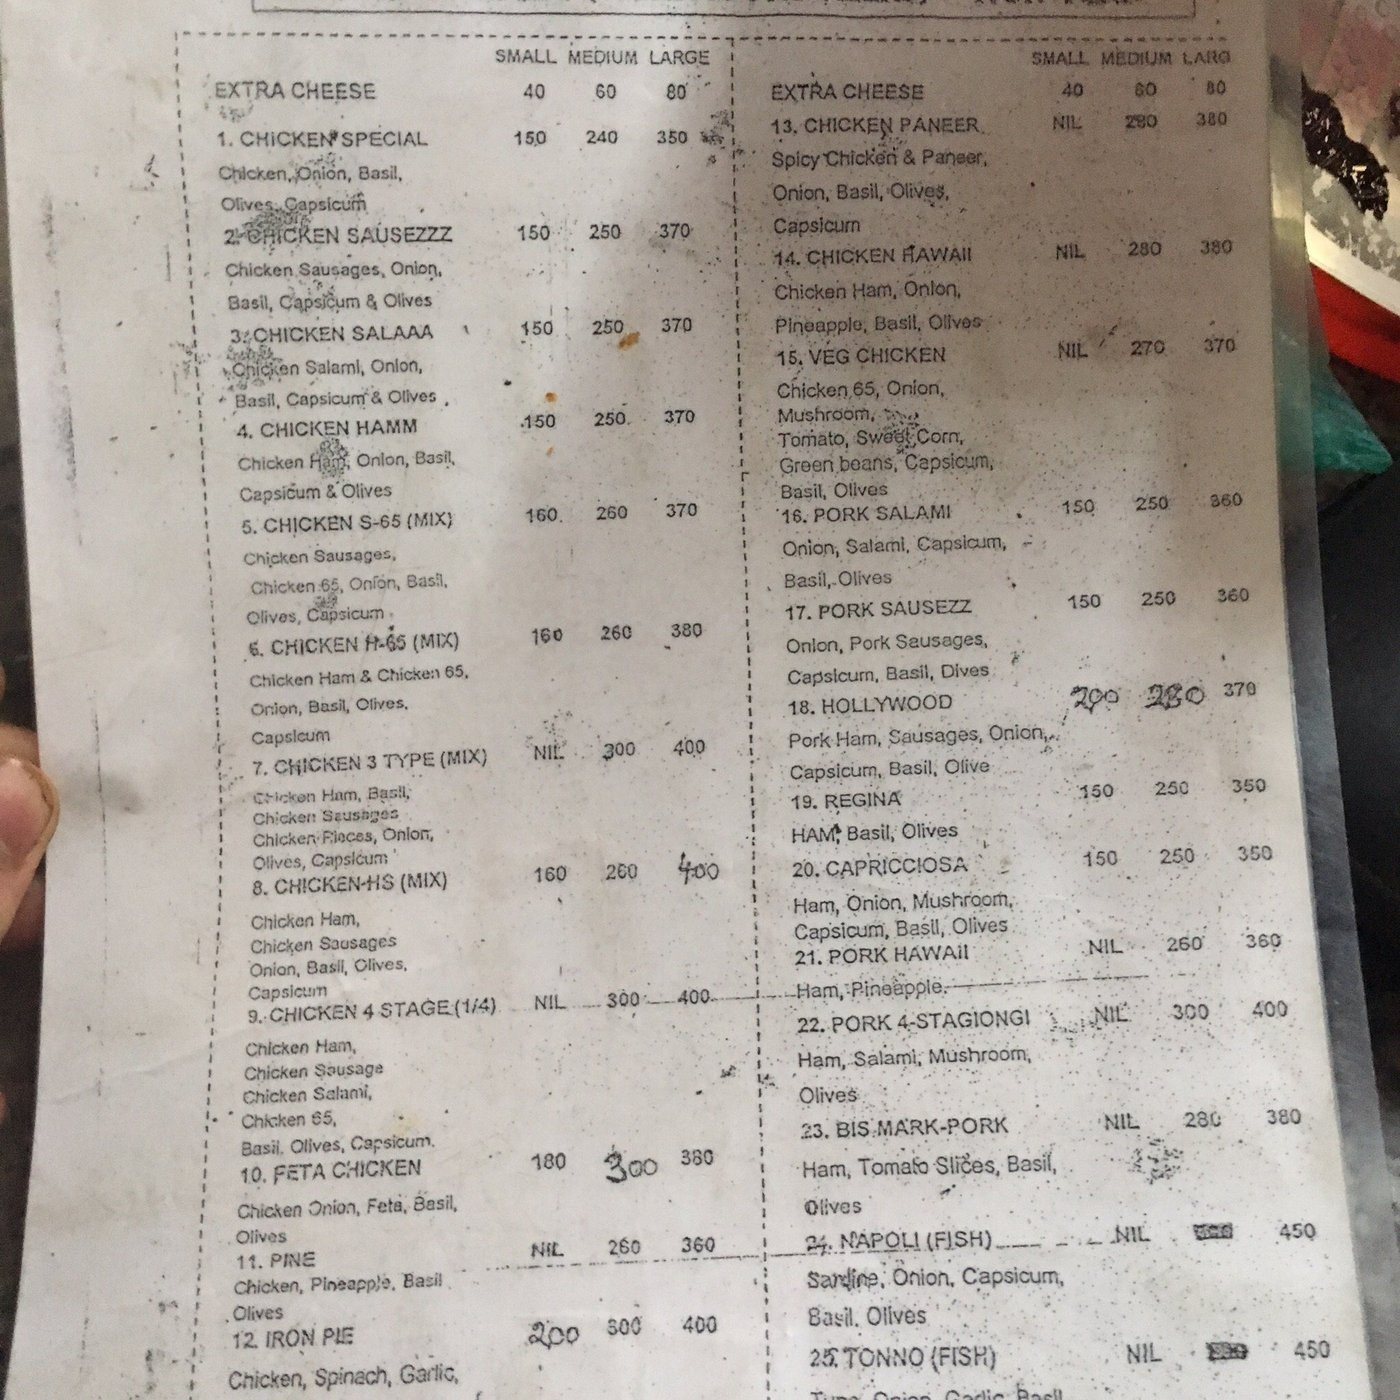 SMALL MEDIUM LARGE
EXTRA CHEESE 40 60 80
1. CHICKEN SPECIAL 150 240 350
Chicken, Onion, Basil,
Olives, Capsicum
2. CHICKEN SAUSEZZZ 150 250 370
Chicken Sausages, Onion,
Basil, Capsicum & Olives
3. CHICKEN SALAAA 150 250 370
Chicken Salami, Onion,
Basil, Capsicum & Olives
4. CHICKEN HAMM 150 250 370
Chicken Ham, Onion, Basil,
Capsicum & Olives
5. CHICKEN S-65 (MIX) 160 260 370
Chicken Sausages,
Chicken 65, Onion, Basil,
Olives, Capsicum
6. CHICKEN H-65 (MIX) 160 260 380
Chicken Ham & Chicken 65,
Onion, Basil, Olives,
Capsicum
7. CHICKEN 3 TYPE (MIX) NIL 300 400
Chicken Ham, Basil,
Chicken Sausages
Chicken Pieces, Onion,
Olives, Capsicum
8. CHICKEN-HS (MIX) 160 260 400
Chicken Ham,
Chicken Sausages
Onion, Basil, Olives,
Capsicum
9. CHICKEN 4 STAGE (1/4) NIL 300 400
Chicken Ham,
Chicken Sausage
Chicken Salami,
Chicken 65,
Basil, Olives, Capsicum.
10. FETA CHICKEN 180 300 380
Chicken Onion, Feta, Basil,
Olives
11. PINE NIL 260 360
Chicken, Pineapple, Basil
Olives
12. IRON PIE 200 300 400
Chicken, Spinach, Garlic,
SMALL MEDIUM LARG
EXTRA CHEESE 40 60 80
13. CHICKEN PANEER NIL 280 380
Spicy Chicken & Paneer,
Onion, Basil, Olives,
Capsicum
14. CHICKEN HAWAII NIL 280 380
Chicken Ham, Onion,
Pineapple, Basil, Olives
15. VEG CHICKEN NIL 270 370
Chicken 65, Onion,
Mushroom,
Tomato, Sweet Corn,
Green beans, Capsicum,
Basil, Olives
16. PORK SALAMI 150 250 360
Onion, Salami, Capsicum,
Basil, Olives
17. PORK SAUSEZZ 150 250 360
Onion, Pork Sausages,
Capsicum, Basil, Dives
18. HOLLYWOOD 200 280 370
Pork Ham, Sausages, Onion,
Capsicum, Basil, Olive
19. REGINA 150 250 350
HAM, Basil, Olives
20. CAPRICCIOSA 150 250 350
Ham, Onion, Mushroom,
Capsicum, Basil, Olives
21. PORK HAWAII NIL 260 360
Ham, Pineapple.
22. PORK 4-STAGIONGI NIL 300 400
Ham, Salami, Mushroom,
Olives
23. BIS MARK-PORK NIL 280 380
Ham, Tomato Slices, Basil,
Olives
24. NAPOLI (FISH) NIL 450
Sardine, Onion, Capsicum,
Basil, Olives
25. TONNO (FISH) NIL 450